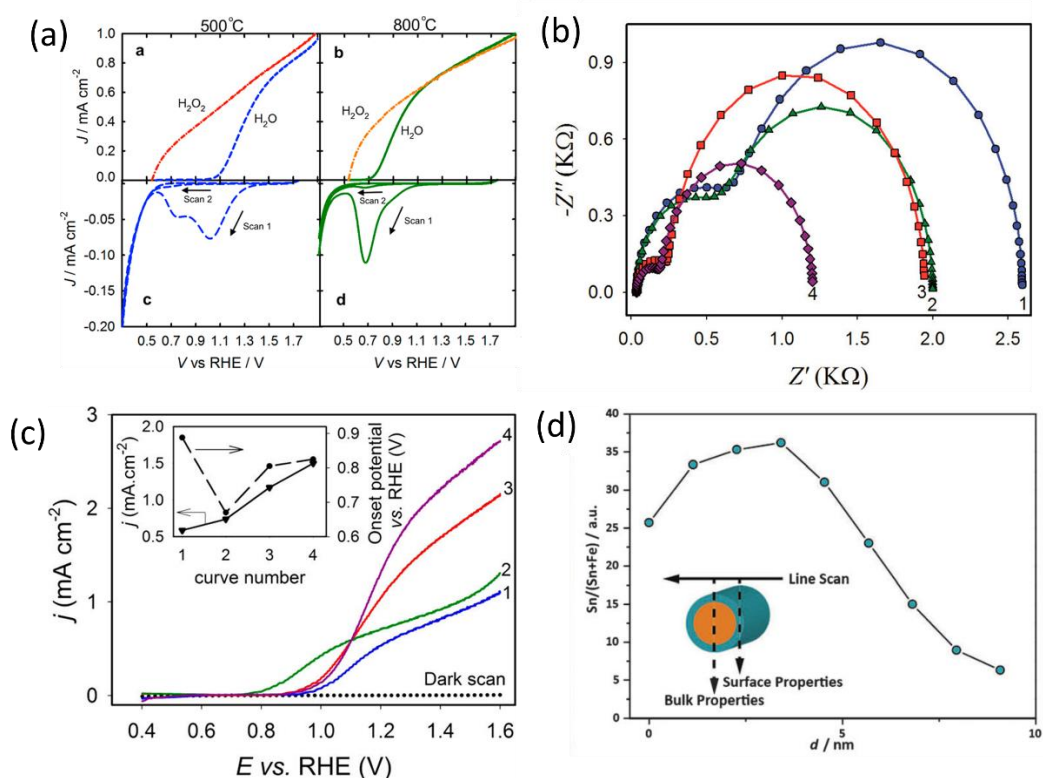 (a)
500°C
800°C
1.0
0.8
0.6
0.4
0.2
0.0
J / mA cm⁻²
a
H₂O₂
H₂O
b
H₂O₂
H₂O
-0.05
-0.10
-0.15
-0.20
J / mA cm⁻²
Scan 2
Scan 1
c
Scan 2
Scan 1
d
0.5 0.7 0.9 1.1 1.3 1.5 1.7
0.5 0.7 0.9 1.1 1.3 1.5 1.7
V vs RHE / V
V vs RHE / V
(b)
0.9
0.6
0.3
0.0
-Z″ (KΩ)
4
3
2
1
0.0 0.5 1.0 1.5 2.0 2.5
Z′ (KΩ)
(c)
3
2
1
0
j (mA cm⁻²)
2.0
1.5
1.0
0.5
j (mA.cm⁻²)
0.9
0.8
0.7
0.6
Onset potential
vs. RHE (V)
1 2 3 4
curve number
4
3
2
1
Dark scan
0.4 0.6 0.8 1.0 1.2 1.4 1.6
E vs. RHE (V)
(d)
40
35
30
25
20
15
10
5
0
Sn/(Sn+Fe) / a.u.
Line Scan
Surface Properties
Bulk Properties
0 5 10
d / nm